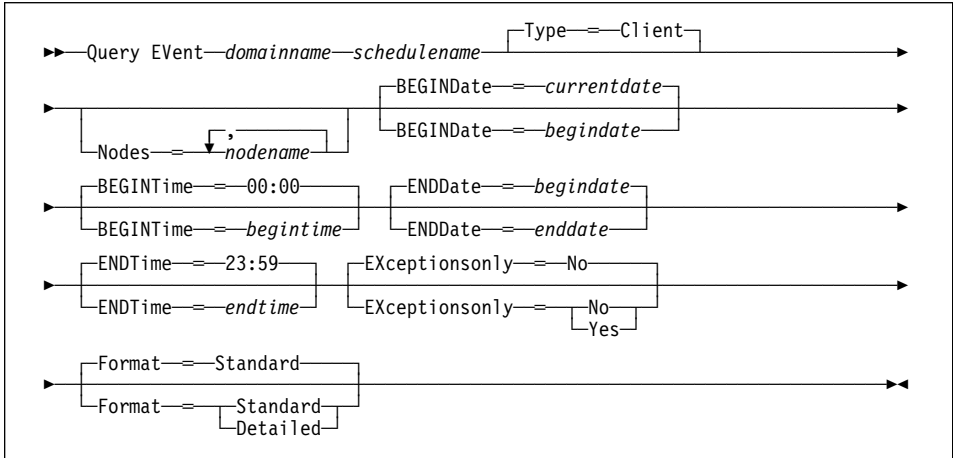 Type = Client
Query EVent domainname schedulename
BEGINDate = currentdate
BEGINDate = begindate
,
Nodes = nodename
BEGINTime = 00:00
ENDDate = begindate
BEGINTime = begintime
ENDDate = enddate
ENDTime = 23:59
EXceptionsonly = No
ENDTime = endtime
EXceptionsonly = No
Yes
Format = Standard
Format = Standard
Detailed